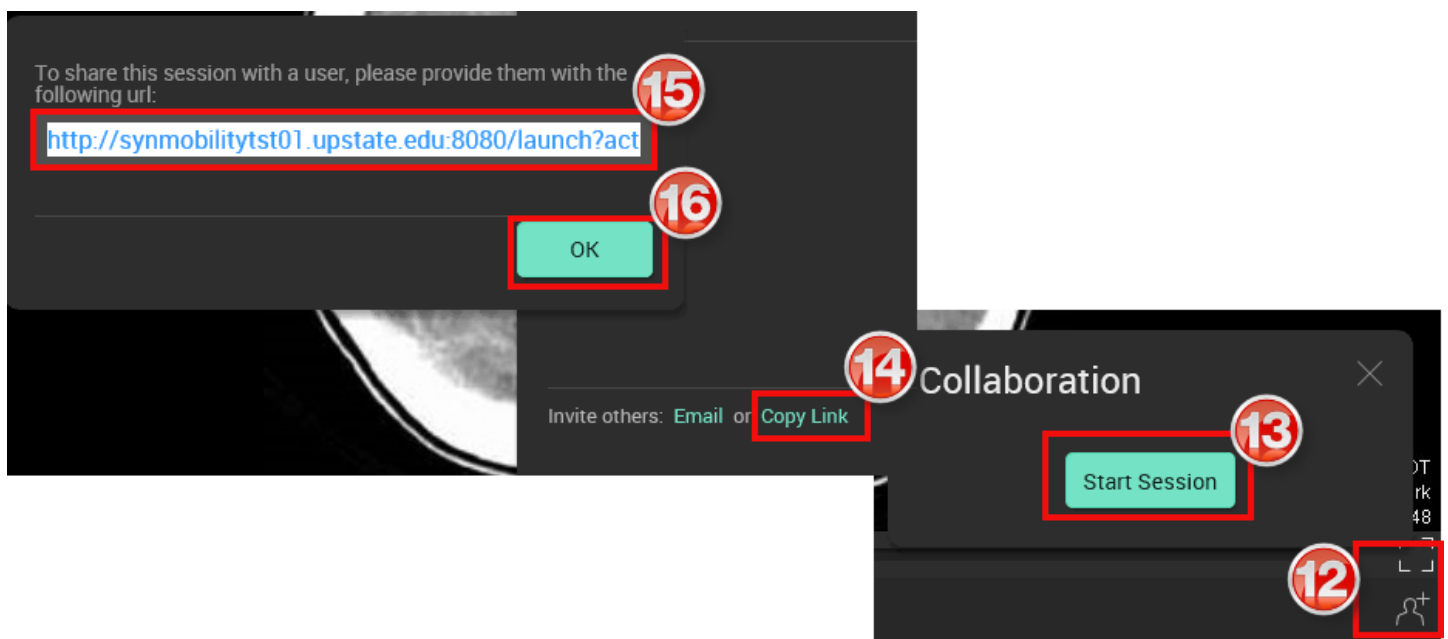 To share this session with a user, please provide them with the
following url:
15
http://synmobilitytst01.upstate.edu:8080/launch?act
16
OK
14
Invite others: Email or Copy Link
Collaboration
13
Start Session
48
12